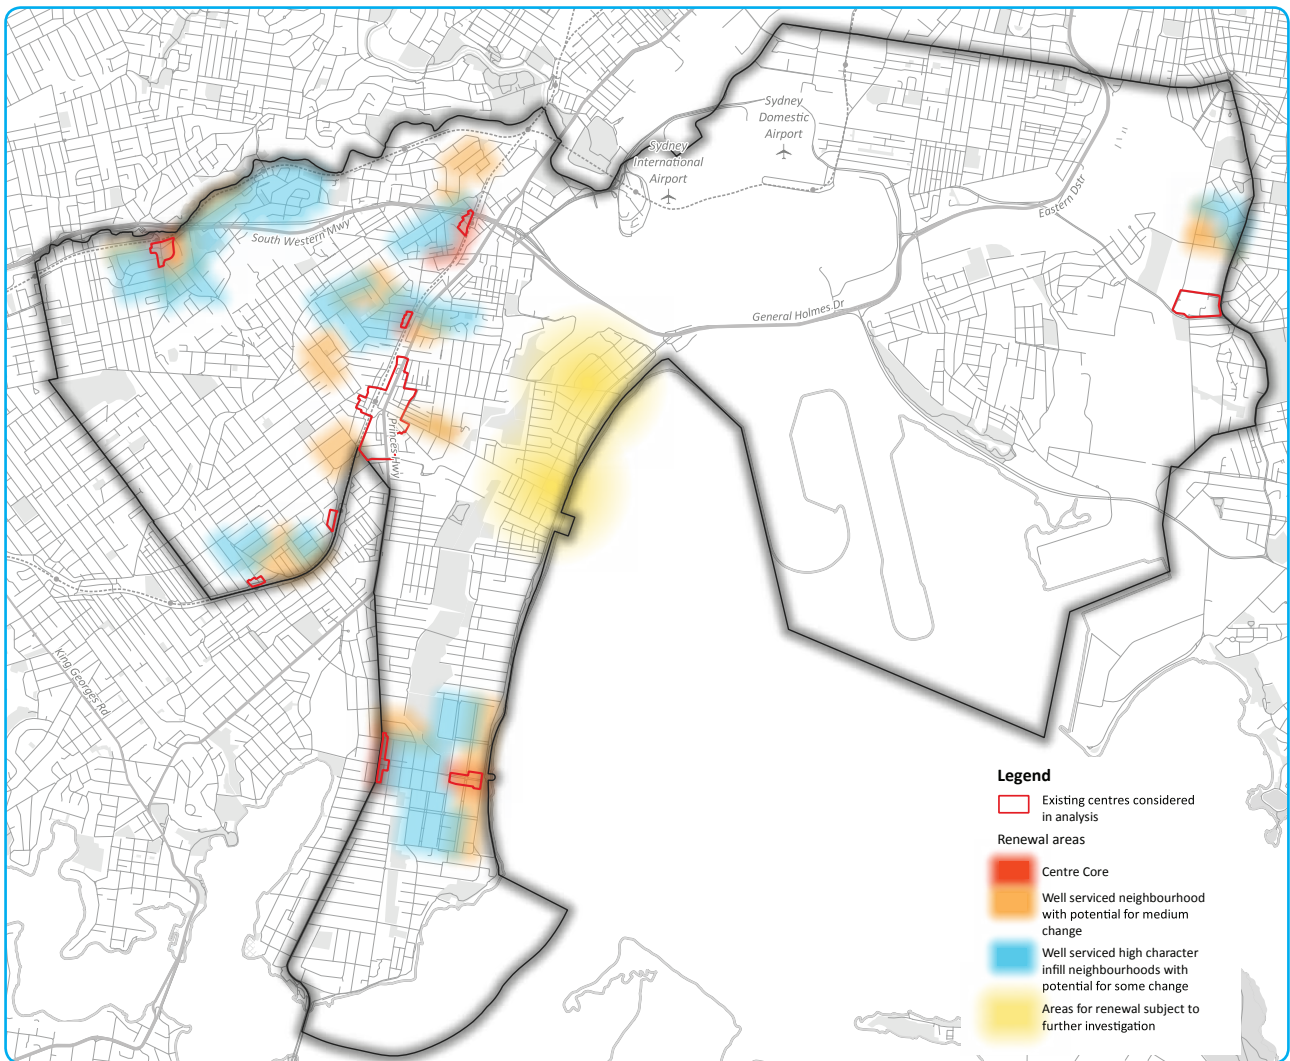 Sydney
Domestic
Airport
Sydney
International
Airport
South Western Mwy
Eastern Dstr
General Holmes Dr
Princes Hwy
King Georges Rd
Legend
Existing centres considered
in analysis
Renewal areas
Centre Core
Well serviced neighbourhood
with potential for medium
change
Well serviced high character
infill neighbourhoods with
potential for some change
Areas for renewal subject to
further investigation